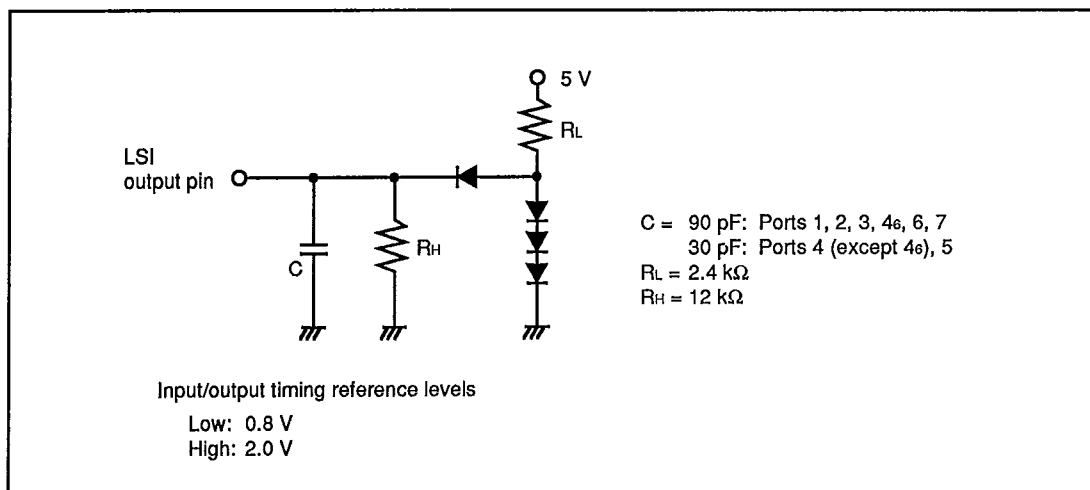 5 V
RL
LSI
output pin
C
RH
C = 90 pF: Ports 1, 2, 3, 46, 6, 7
30 pF: Ports 4 (except 46), 5
RL = 2.4 kΩ
RH = 12 kΩ
Input/output timing reference levels
Low: 0.8 V
High: 2.0 V